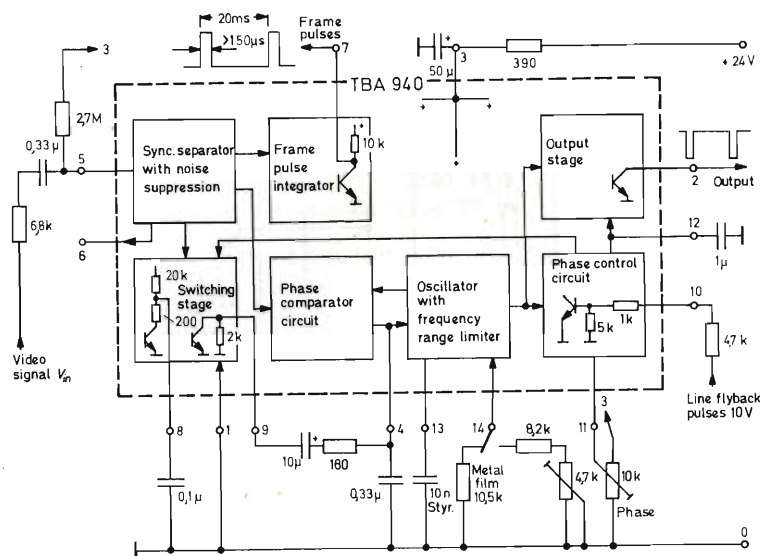 20ms
>150µs
Frame
pulses
7
3
50µ
3
390
+24V
TBA 940
2,7M
0,33µ
5
6,8k
6
Video
signal Vin
Sync. separator
with noise
suppression
Frame
pulse
integrator
10k
Output
stage
2
Output
12
1µ
20k
Switching
stage
200
2k
Phase
comparator
circuit
Oscillator
with
frequency
range limiter
Phase control
circuit
5k
1k
10
4,7k
Line flyback
pulses 10V
8
1
9
4
13
14
11
3
10µ
160
0,1µ
0,33µ
10n
Styr.
Metal
film
10,5k
8,2k
4,7k
10k
Phase
0